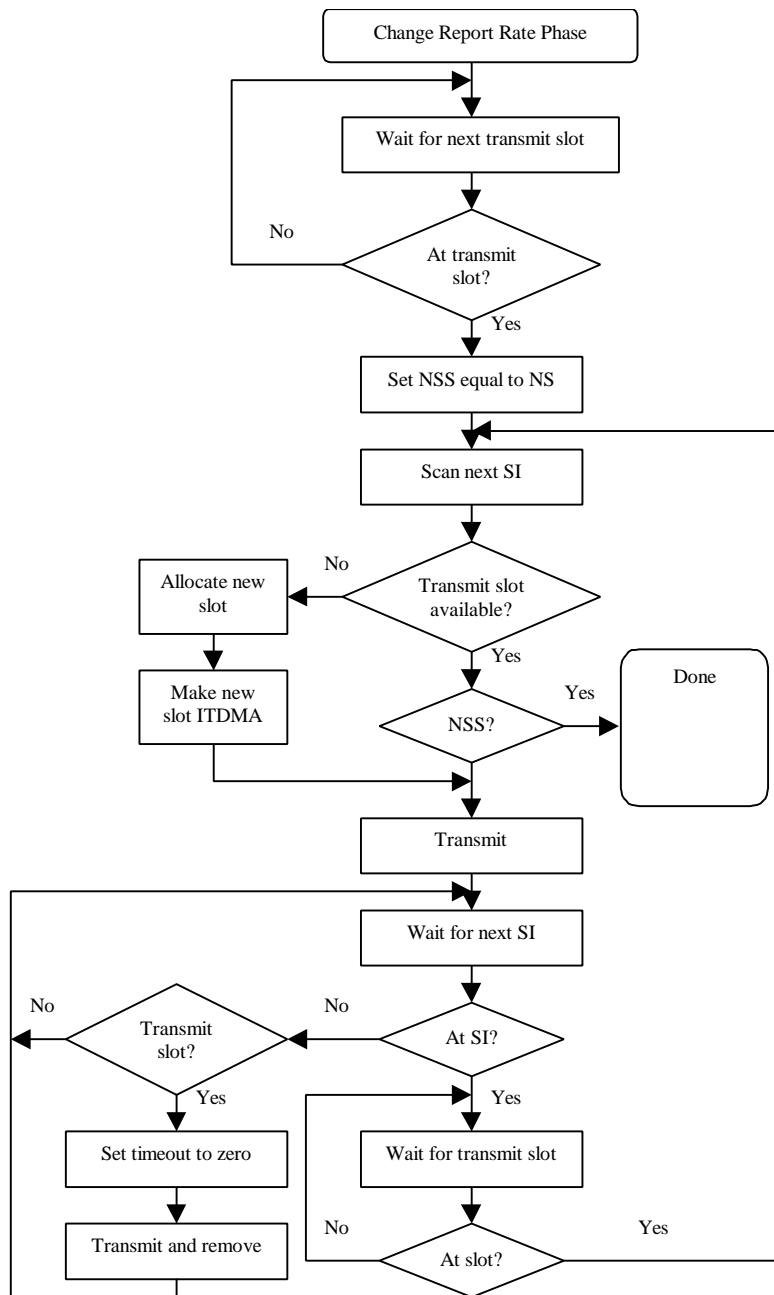 Change Report Rate Phase
Wait for next transmit slot
No
At transmit
slot?
Yes
Set NSS equal to NS
Scan next SI
No
Allocate new
slot
Transmit slot
available?
Yes
Make new
slot ITDMA
NSS?
Yes
Done
Transmit
Wait for next SI
No
Transmit
slot?
No
At SI?
Yes
Yes
Set timeout to zero
Wait for transmit slot
Transmit and remove
No
At slot?
Yes